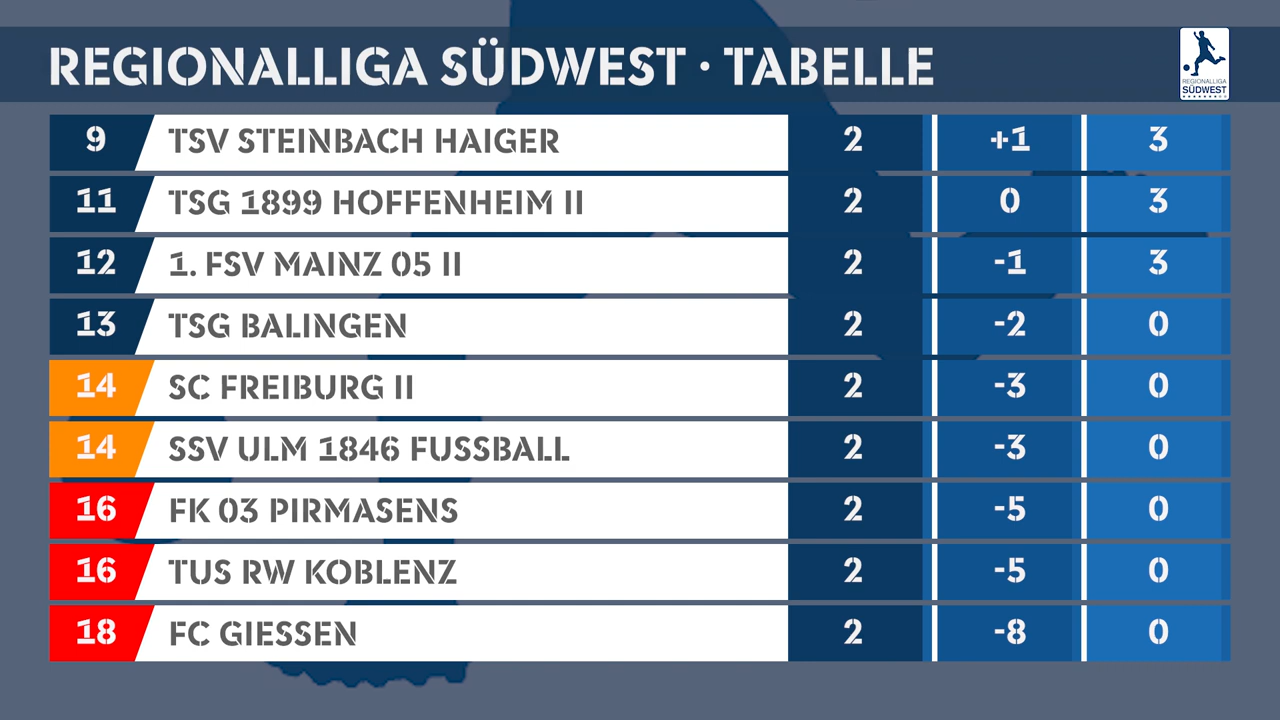 REGIONALLIGA SÜDWEST · TABELLE
REGIONALLIGA
SÜDWEST
9 TSV STEINBACH HAIGER 2 +1 3
11 TSG 1899 HOFFENHEIM II 2 0 3
12 1. FSV MAINZ 05 II 2 -1 3
13 TSG BALINGEN 2 -2 0
14 SC FREIBURG II 2 -3 0
14 SSV ULM 1846 FUSSBALL 2 -3 0
16 FK 03 PIRMASENS 2 -5 0
16 TUS RW KOBLENZ 2 -5 0
18 FC GIESSEN 2 -8 0